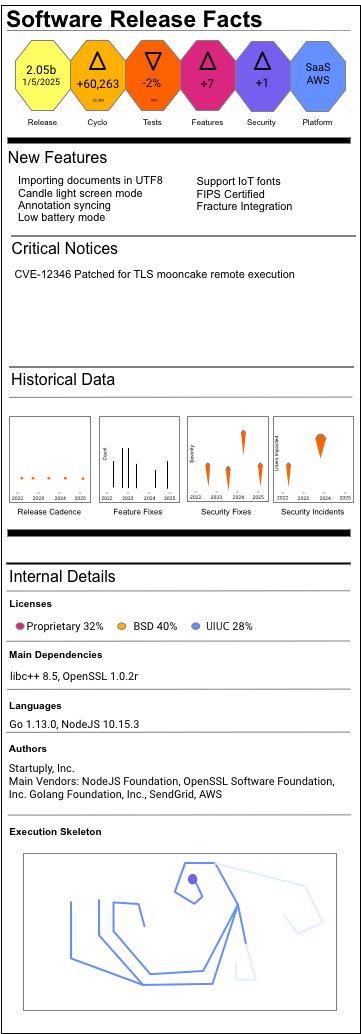 Software Release Facts
2.05b
1/5/2025
+60,263
-2%
+7
+1
SaaS
AWS
Release
Cyclo
Tests
Features
Security
Platform
New Features
Importing documents in UTF8
Candle light screen mode
Annotation syncing
Low battery mode
Support IoT fonts
FIPS Certified
Fracture Integration
Critical Notices
CVE-12346 Patched for TLS mooncake remote execution
Historical Data
2022 2023 2024 2025
Count
2022 2023 2024 2025
Severity
2022 2023 2024 2025
Users Impacted
2022 2023 2024 2025
Release Cadence
Feature Fixes
Security Fixes
Security Incidents
Internal Details
Licenses
Proprietary 32% BSD 40% UIUC 28%
Main Dependencies
libc++ 8.5, OpenSSL 1.0.2r
Languages
Go 1.13.0, NodeJS 10.15.3
Authors
Startuply, Inc.
Main Vendors: NodeJS Foundation, OpenSSL Software Foundation,
Inc. Golang Foundation, Inc., SendGrid, AWS
Execution Skeleton